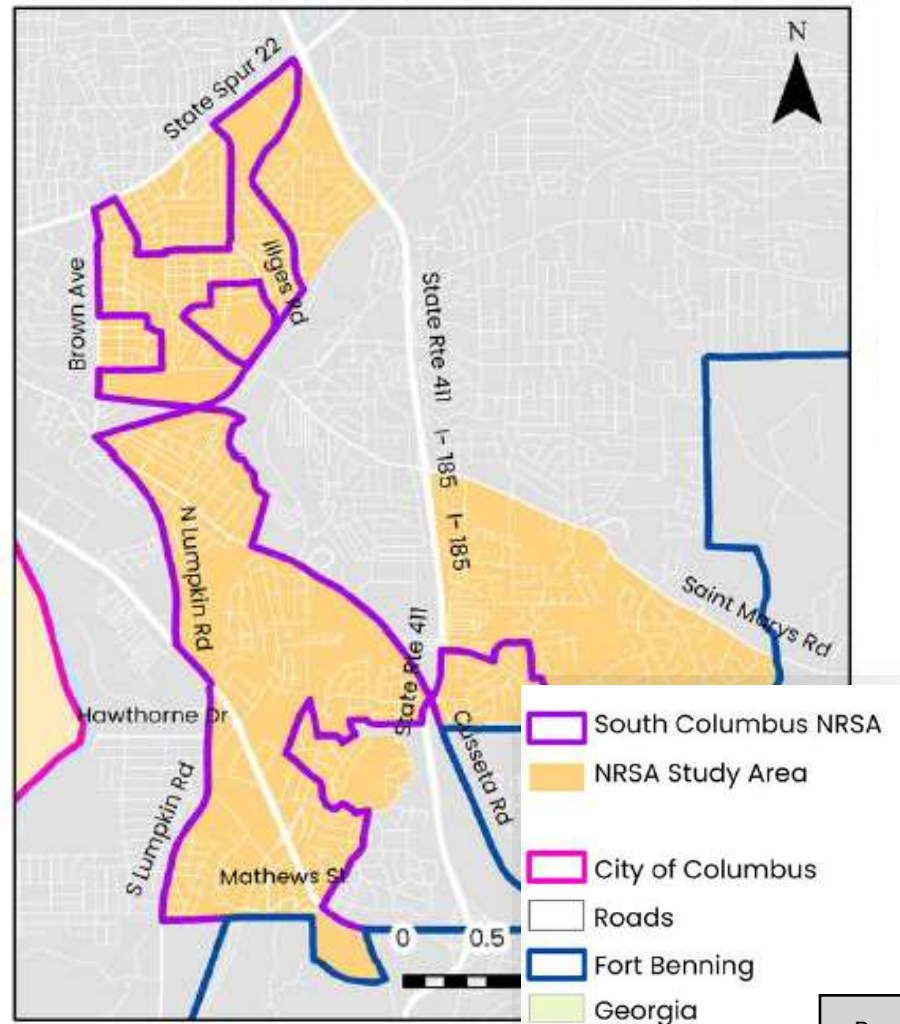 N
State Spur 22
Illges Rd
Brown Ave
State Rte 411
I-185
I-185
N Lumpkin Rd
Saint Marys Rd
State Rte 411
Hawthorne Dr
Cusseta Rd
S Lumpkin Rd
Mathews St
0 0.5
South Columbus NRSA
NRSA Study Area
City of Columbus
Roads
Fort Benning
Georgia